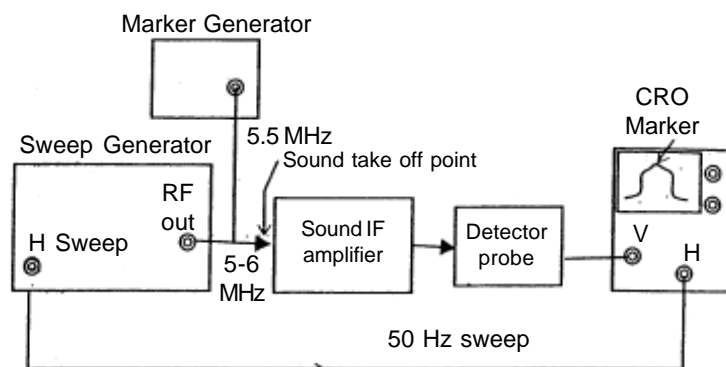 Marker Generator
CRO
Marker
Sweep Generator
5.5 MHz
Sound take off point
RF
out
H Sweep
5-6
MHz
Sound IF
amplifier
Detector
probe
V
H
50 Hz sweep